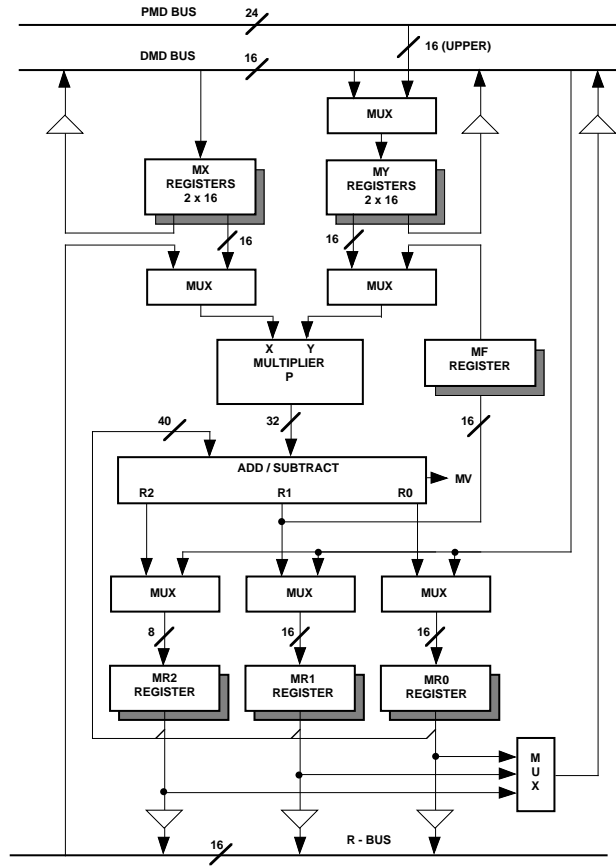 PMD BUS 24
16 (UPPER)
DMD BUS 16
MUX
MX
REGISTERS
2 x 16
MY
REGISTERS
2 x 16
16
16
MUX
MUX
X Y
MULTIPLIER
P
MF
REGISTER
40
32
16
ADD / SUBTRACT
MV
R2 R1 R0
MUX
MUX
MUX
8
16
16
MR2
REGISTER
MR1
REGISTER
MR0
REGISTER
M
U
X
16
R - BUS